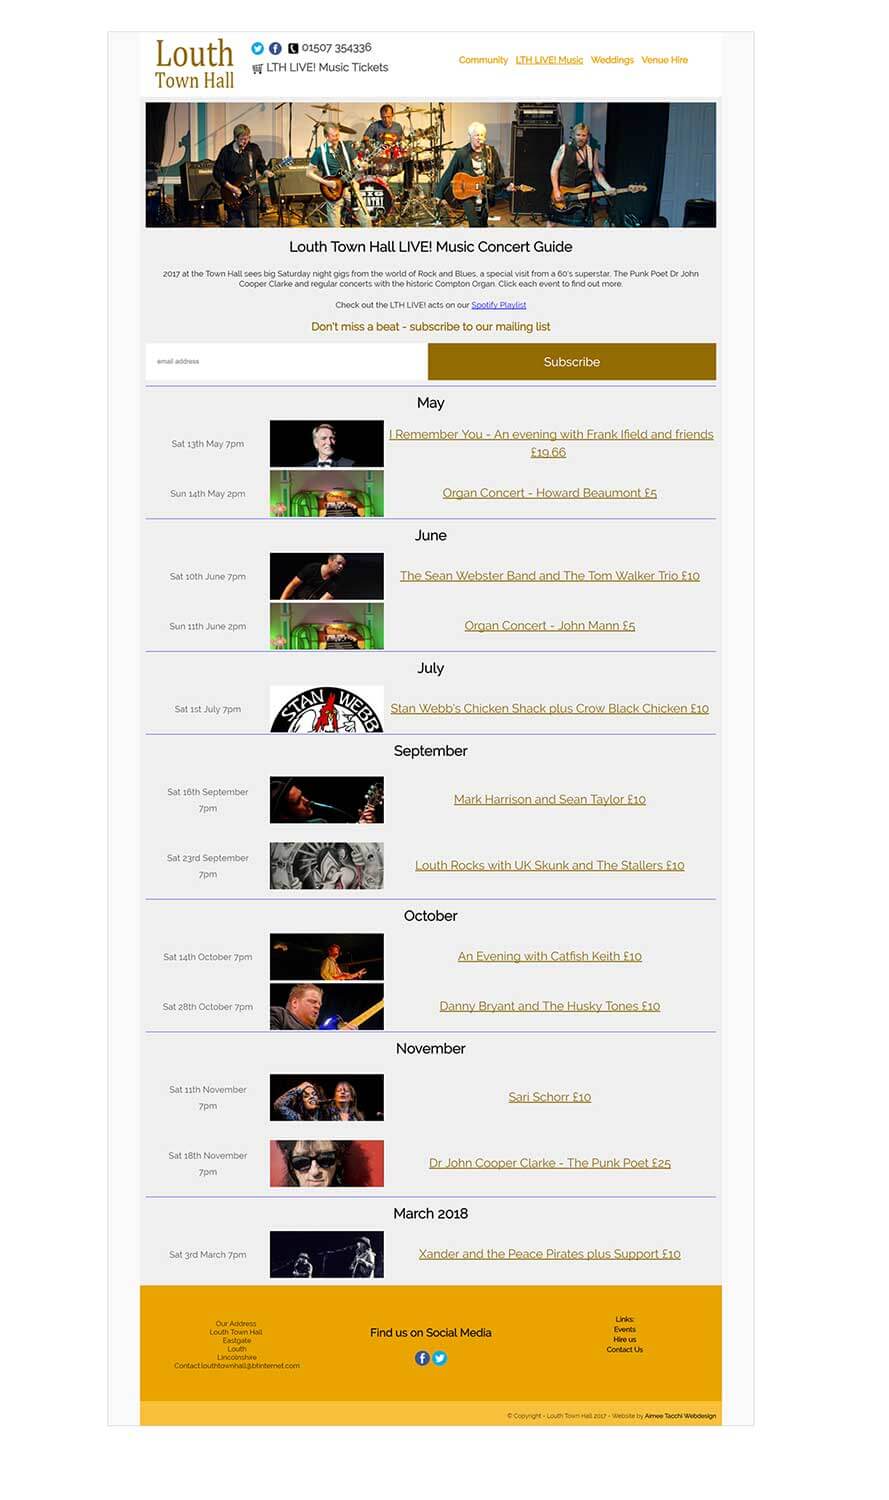 Louth
Town Hall
01507 354336
LTH LIVE! Music Tickets
Community LTH LIVE! Music Weddings Venue Hire
Louth Town Hall LIVE! Music Concert Guide
2017 at the Town Hall sees big Saturday night gigs from the world of Rock and Blues, a special visit from a 60's superstar, The Punk Poet Dr John
Cooper Clarke and regular concerts with the historic Compton Organ. Click each event to find out more.
Check out the LTH LIVE! acts on our Spotify Playlist
Don't miss a beat - subscribe to our mailing list
email address
Subscribe
May
Sat 13th May 7pm
I Remember You - An evening with Frank Ifield and friends
£19.66
Sun 14th May 2pm
Organ Concert - Howard Beaumont £5
June
Sat 10th June 7pm
The Sean Webster Band and The Tom Walker Trio £10
Sun 11th June 2pm
Organ Concert - John Mann £5
July
Sat 1st July 7pm
STAN WEBB
Stan Webb's Chicken Shack plus Crow Black Chicken £10
September
Sat 16th September
7pm
Mark Harrison and Sean Taylor £10
Sat 23rd September
7pm
Louth Rocks with UK Skunk and The Stallers £10
October
Sat 14th October 7pm
An Evening with Catfish Keith £10
Sat 28th October 7pm
Danny Bryant and The Husky Tones £10
November
Sat 11th November
7pm
Sari Schorr £10
Sat 18th November
7pm
Dr John Cooper Clarke - The Punk Poet £25
March 2018
Sat 3rd March 7pm
Xander and the Peace Pirates plus Support £10
Our Address
Louth Town Hall
Eastgate
Louth
Lincolnshire
Contact:louthtownhall@btinternet.com
Find us on Social Media
Links:
Events
Hire us
Contact Us
© Copyright - Louth Town Hall 2017 - Website by Aimee Tacchi Webdesign